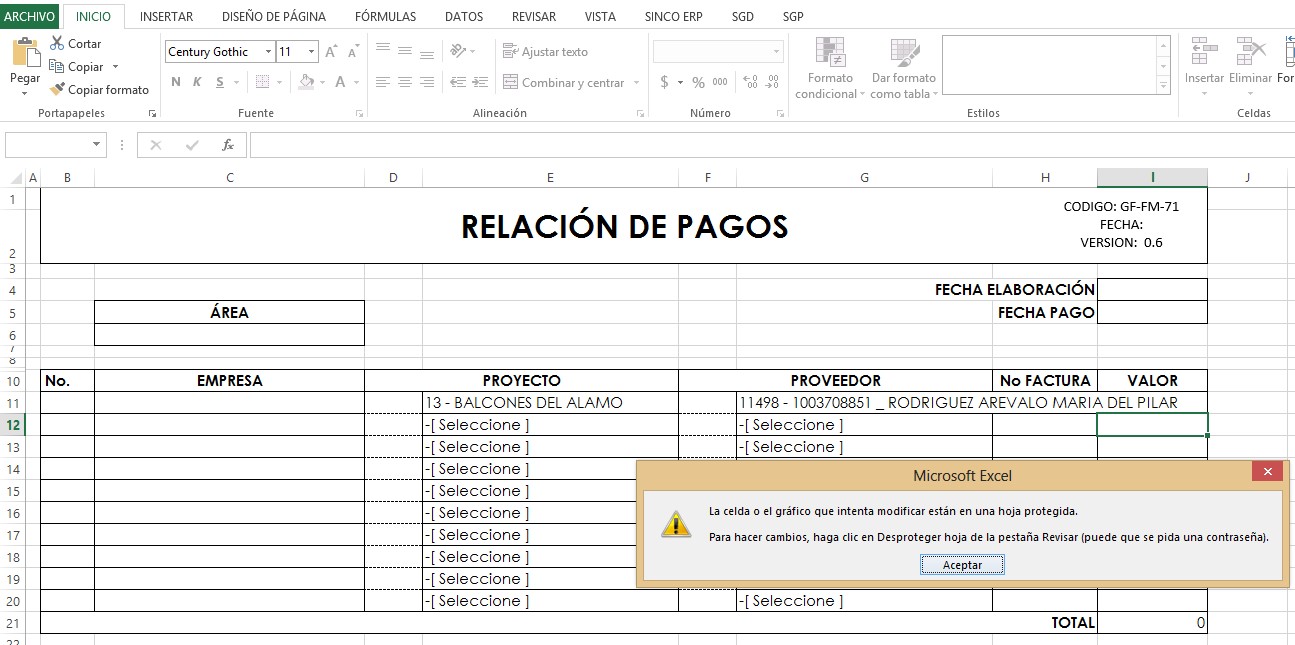 ARCHIVO INICIO INSERTAR DISEÑO DE PÁGINA FÓRMULAS DATOS REVISAR VISTA SINCO ERP SGD SGP
Pegar
Cortar
Copiar
Copiar formato
Portapapeles
Century Gothic 11
N K S A
Fuente
Ajustar texto
Combinar y centrar
Alineación
$ % 000
Número
Formato condicional
Dar formato como tabla
Estilos
Insertar Eliminar For
Celdas
fx
A B C D E F G H I J
1
RELACIÓN DE PAGOS
CODIGO: GF-FM-71
FECHA:
VERSION: 0.6
2
3
4 FECHA ELABORACIÓN
5 ÁREA FECHA PAGO
6
7
8
10 No. EMPRESA PROYECTO PROVEEDOR No FACTURA VALOR
11 13 - BALCONES DEL ALAMO 11498 - 1003708851 _ RODRIGUEZ AREVALO MARIA DEL PILAR
12 -[ Seleccione ] -[ Seleccione ]
13 -[ Seleccione ] -[ Seleccione ]
14 -[ Seleccione ]
15 -[ Seleccione ]
16 -[ Seleccione ]
17 -[ Seleccione ]
18 -[ Seleccione ]
19 -[ Seleccione ]
20 -[ Seleccione ] -[ Seleccione ]
21 TOTAL 0
22
Microsoft Excel
La celda o el gráfico que intenta modificar están en una hoja protegida.
Para hacer cambios, haga clic en Desproteger hoja de la pestaña Revisar (puede que se pida una contraseña).
Aceptar